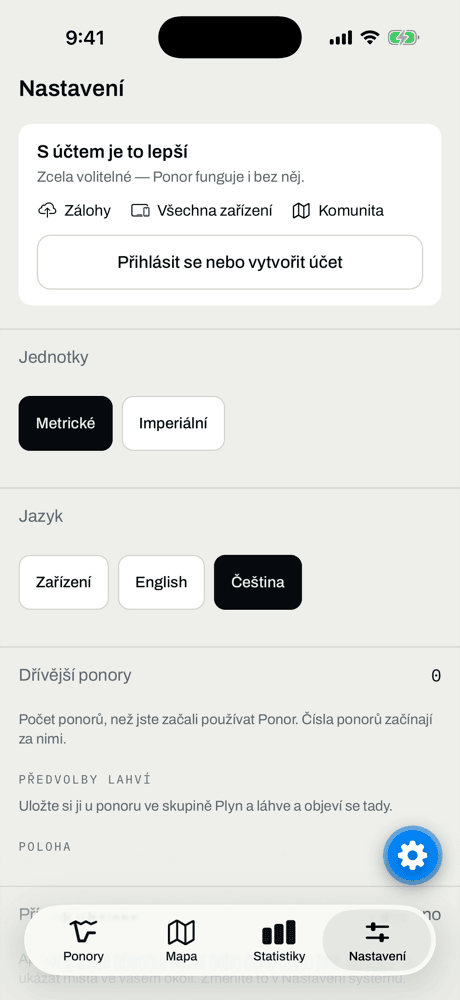 9:41
Nastavení
S účtem je to lepší
Zcela volitelné — Ponor funguje i bez něj.
Zálohy Všechna zařízení Komunita
Přihlásit se nebo vytvořit účet
Jednotky
Metrické Imperiální
Jazyk
Zařízení English Čeština
Dřívější ponory 0
Počet ponorů, než jste začali používat Ponor. Čísla ponorů začínají
za nimi.
PŘEDVOLBY LAHVÍ
Uložte si ji u ponoru ve skupině Plyn a láhve a objeví se tady.
POLOHA
Ponory Mapa Statistiky Nastavení
ukázat místa ve vašem okolí. Změníte to v Nastavení systému.